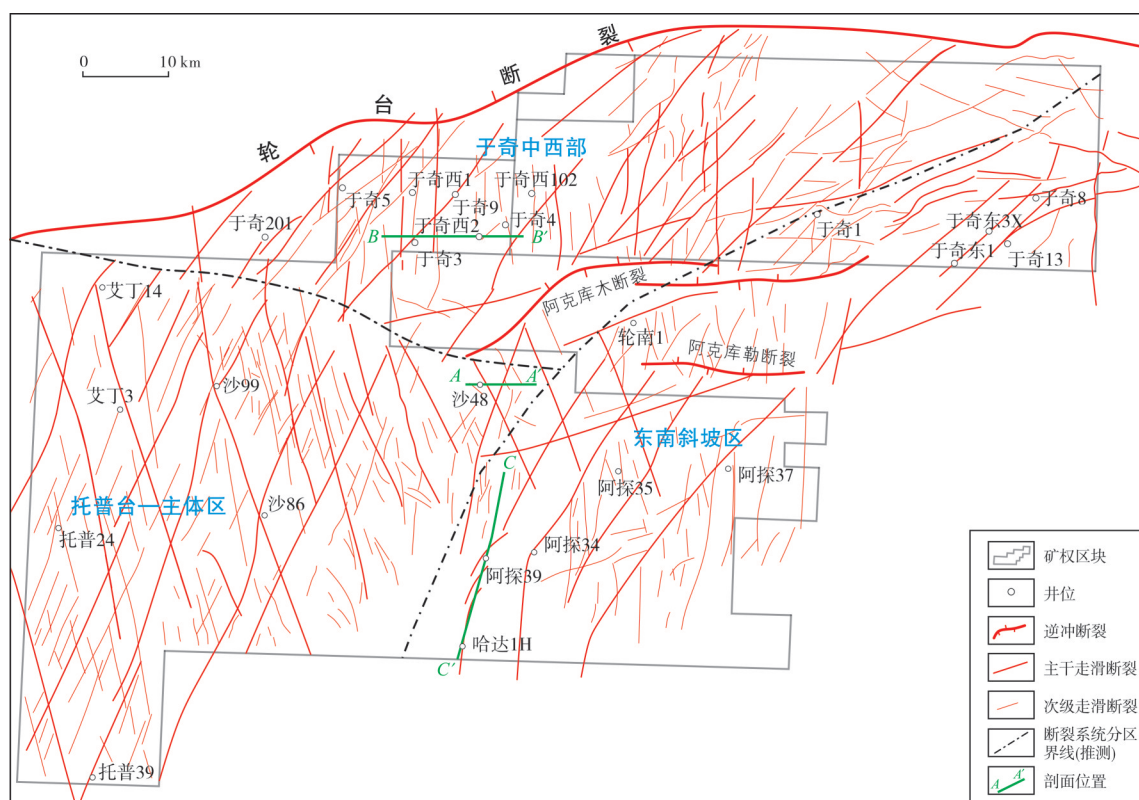 0 10 km
轮台断裂
于奇中西部
于奇5
于奇西1
于奇西102
于奇9
于奇201
于奇西2
于奇4
B
B′
于奇3
于奇8
于奇东3X
于奇1
于奇东1
于奇13
艾丁14
阿克库木断裂
轮南1
阿克库勒断裂
沙99
A
A′
沙48
艾丁3
东南斜坡区
C
阿探35
阿探37
托普台—主体区
沙86
托普24
阿探34
阿探39
哈达1H
C′
托普39
矿权区块
井位
逆冲断裂
主干走滑断裂
次级走滑断裂
断裂系统分区
界线(推测)
A A′
剖面位置